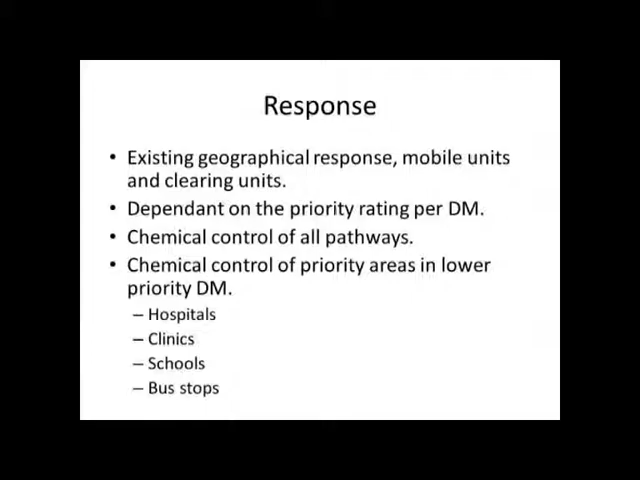 Response
• Existing geographical response, mobile units
and clearing units.
• Dependant on the priority rating per DM.
• Chemical control of all pathways.
• Chemical control of priority areas in lower
priority DM.
– Hospitals
– Clinics
– Schools
– Bus stops